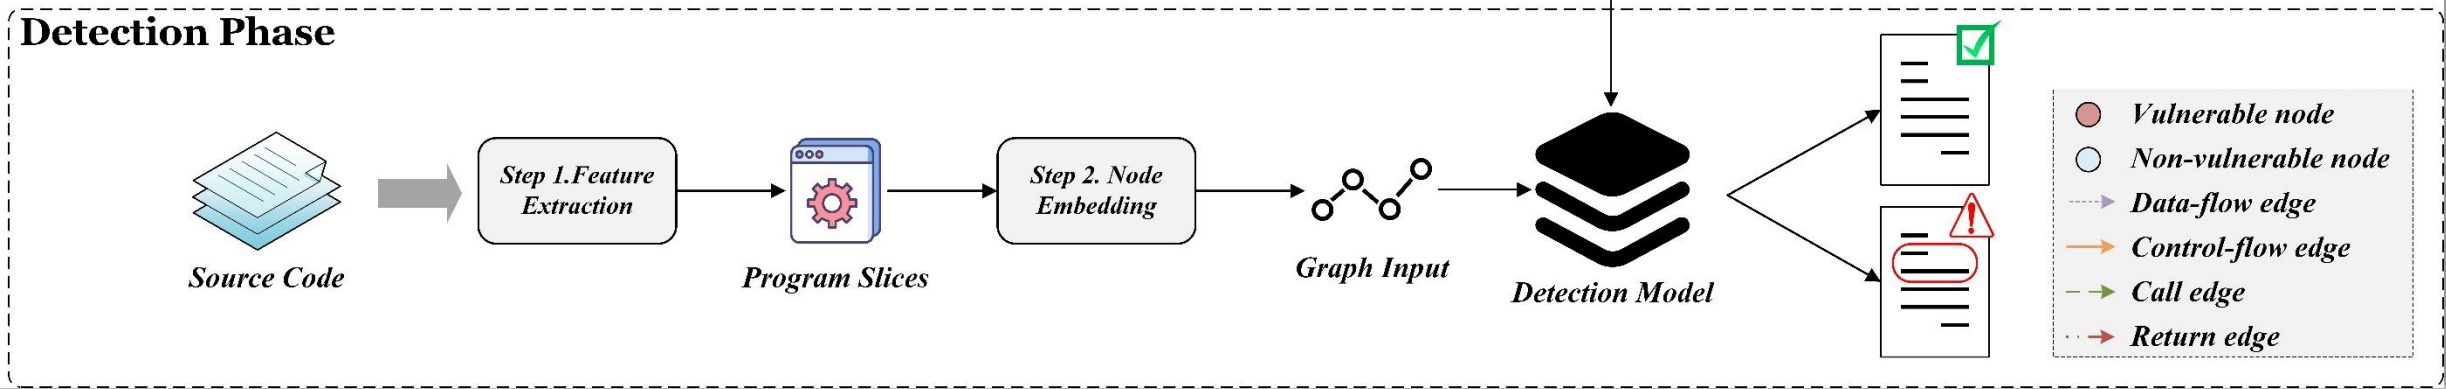 Detection Phase
Source Code
Step 1.Feature
Extraction
Program Slices
Step 2. Node
Embedding
Graph Input
Detection Model
Vulnerable node
Non-vulnerable node
Data-flow edge
Control-flow edge
Call edge
Return edge